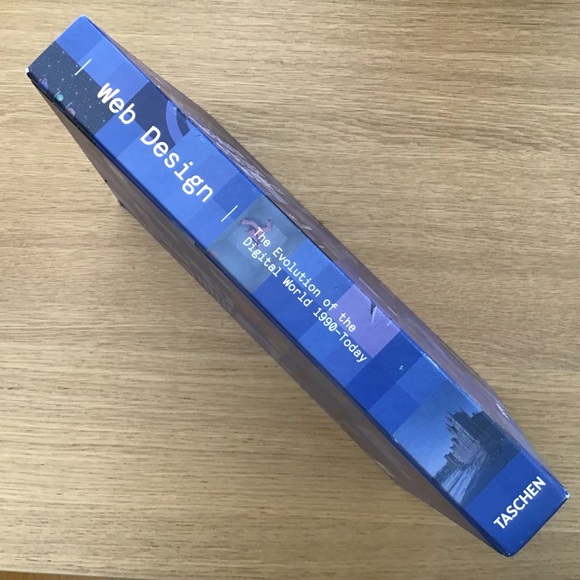 | Web Design |
The Evolution of the
Digital World 1990–Today
TASCHEN